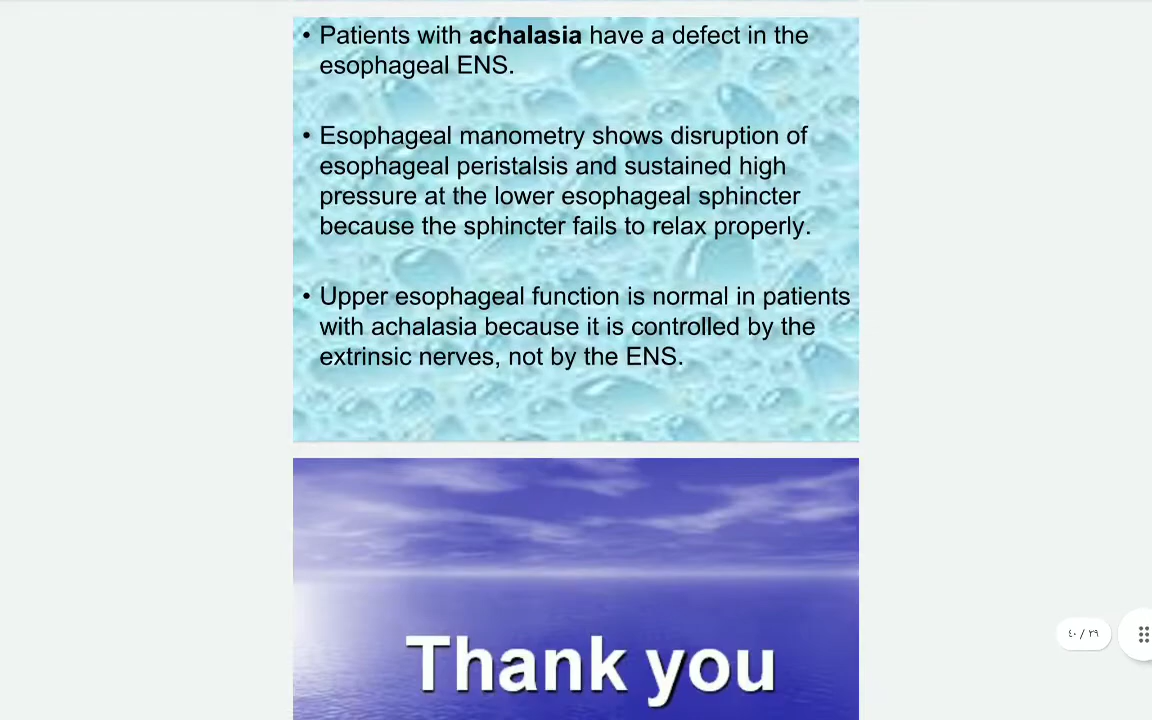 • Patients with achalasia have a defect in the
esophageal ENS.
• Esophageal manometry shows disruption of
esophageal peristalsis and sustained high
pressure at the lower esophageal sphincter
because the sphincter fails to relax properly.
• Upper esophageal function is normal in patients
with achalasia because it is controlled by the
extrinsic nerves, not by the ENS.
Thank you
٤٠ / ٣٩